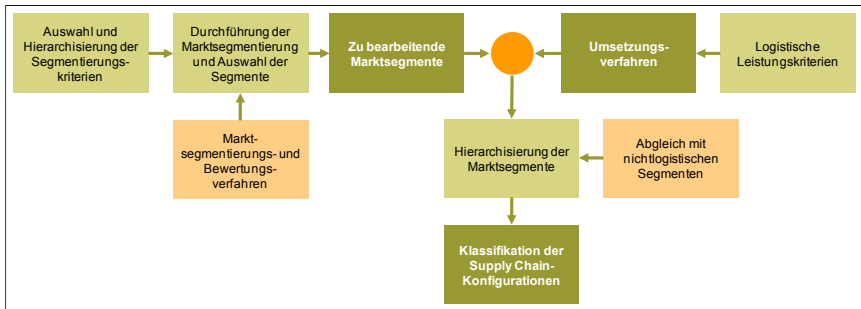 Auswahl und
Hierarchisierung der
Segmentierungs-
kriterien
Durchführung der
Marktsegmentierung
und Auswahl der
Segmente
Zu bearbeitende
Marktsegmente
Umsetzungs-
verfahren
Logistische
Leistungskriterien
Markt-
segmentierungs- und
Bewertungs-
verfahren
Hierarchisierung der
Marktsegmente
Abgleich mit
nichtlogistischen
Segmenten
Klassifikation der
Supply Chain-
Konfigurationen